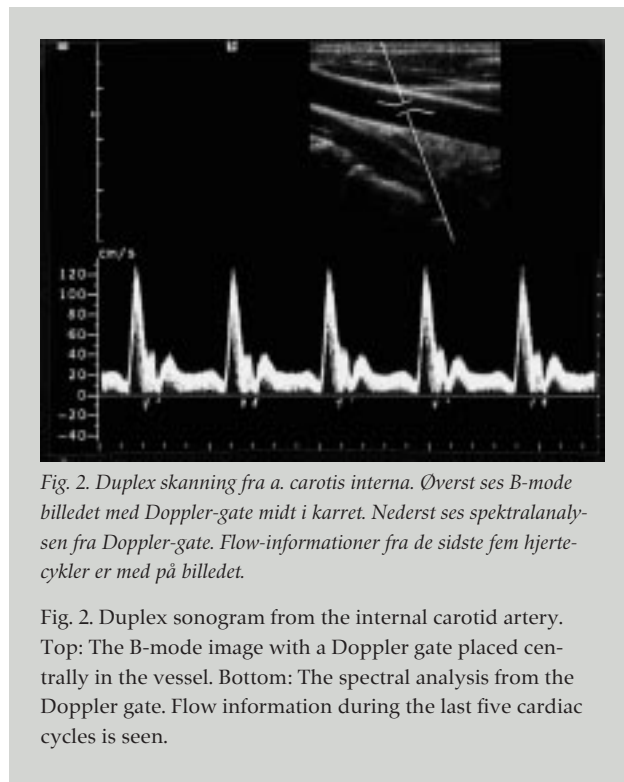 cm/s
120
100
80
60
40
20
0
-20
-40
Fig. 2. Duplex skanning fra a. carotis interna. Øverst ses B-mode
billedet med Doppler-gate midt i karret. Nederst ses spektralanaly-
sen fra Doppler-gate. Flow-informationer fra de sidste fem hjerte-
cykler er med på billedet.
Fig. 2. Duplex sonogram from the internal carotid artery.
Top: The B-mode image with a Doppler gate placed cen-
trally in the vessel. Bottom: The spectral analysis from the
Doppler gate. Flow information during the last five cardiac
cycles is seen.